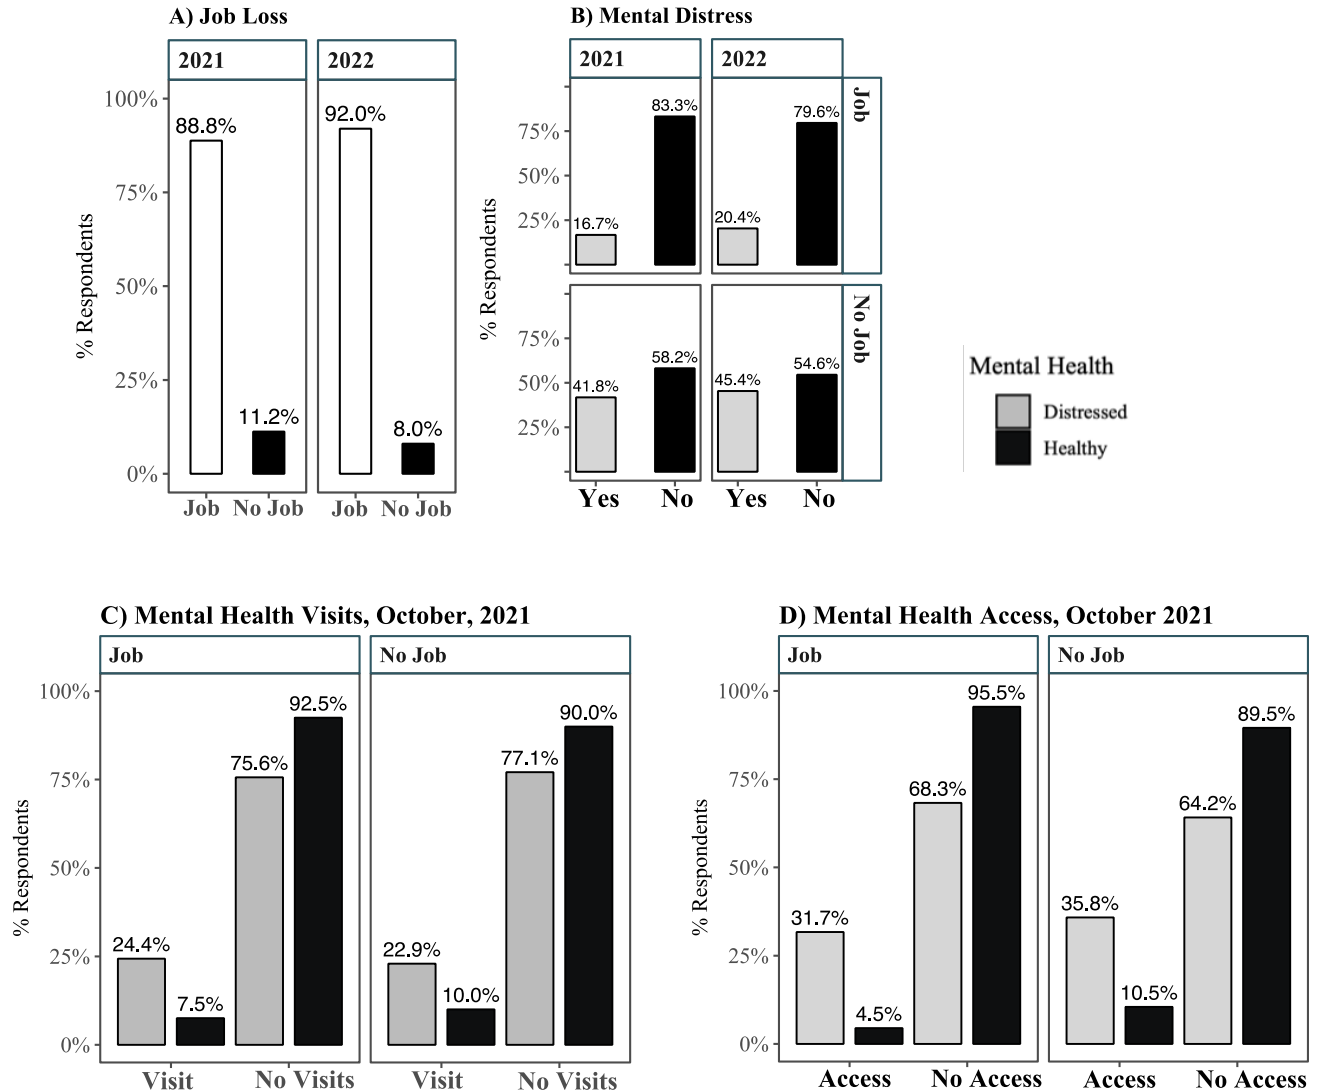 A) Job Loss
2021
2022
% Respondents
100%
75%
50%
25%
0%
88.8%
11.2%
92.0%
8.0%
Job
No Job
Job
No Job
B) Mental Distress
2021
2022
% Respondents
75%
50%
25%
16.7%
83.3%
20.4%
79.6%
Job
75%
50%
25%
41.8%
58.2%
45.4%
54.6%
No Job
Yes
No
Yes
No
Mental Health
Distressed
Healthy
C) Mental Health Visits, October, 2021
Job
No Job
% Respondents
100%
75%
50%
25%
0%
24.4%
7.5%
75.6%
92.5%
22.9%
10.0%
77.1%
90.0%
Visit
No Visits
Visit
No Visits
D) Mental Health Access, October 2021
Job
No Job
% Respondents
100%
75%
50%
25%
0%
31.7%
4.5%
68.3%
95.5%
35.8%
10.5%
64.2%
89.5%
Access
No Access
Access
No Access